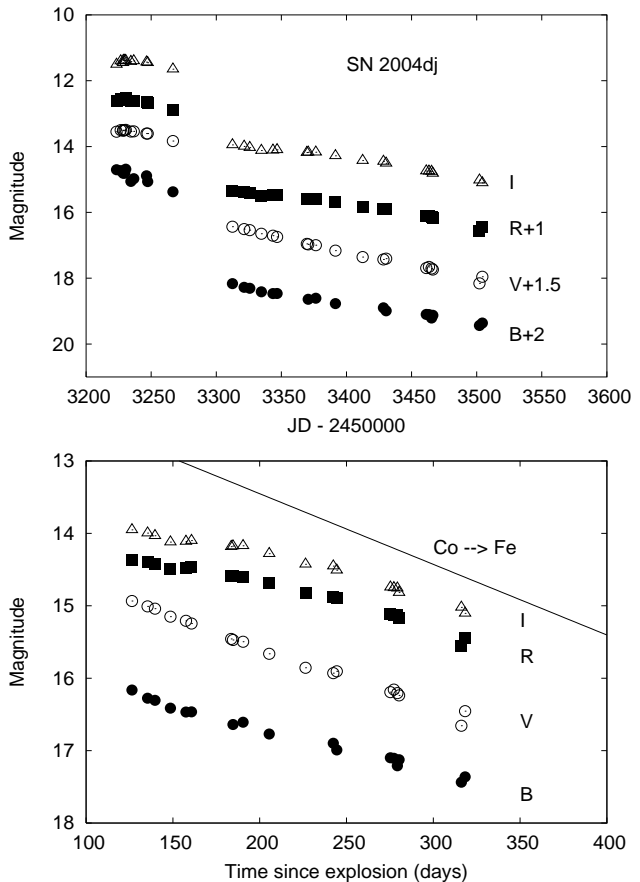 SN 2004dj
Magnitude
10
12
14
16
18
20
I
R+1
V+1.5
B+2
3200 3250 3300 3350 3400 3450 3500 3550 3600
JD - 2450000
Magnitude
13
14
15
16
17
18
Co --> Fe
I
R
V
B
100 150 200 250 300 350 400
Time since explosion (days)